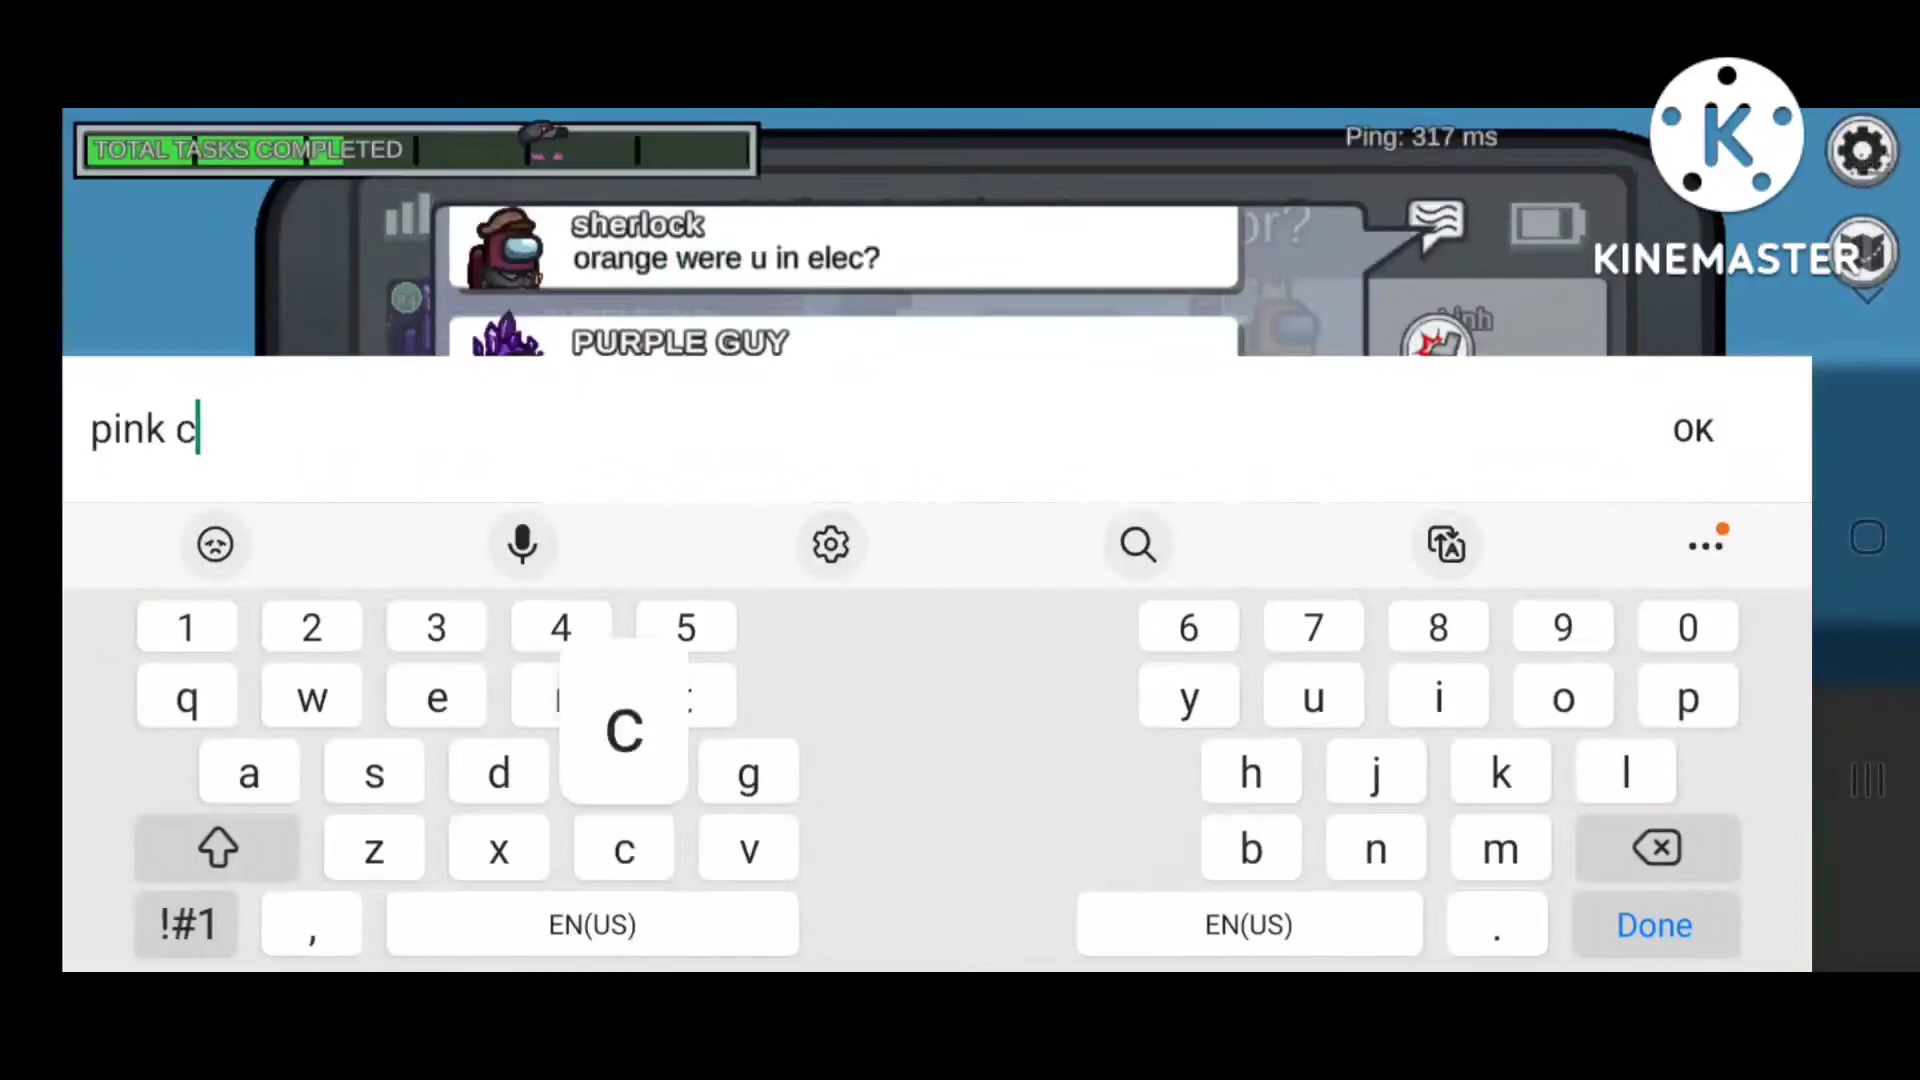 TOTAL TASKS COMPLETED
Ping: 317 ms
K
KINEMASTER
sherlock
orange were u in elec?
or?
PURPLE GUY
pink c
OK
1 2 3 4 5 6 7 8 9 0
q w e y u i o p
c
a s d g h j k l
z x c v b n m
!#1 , EN(US) EN(US) . Done